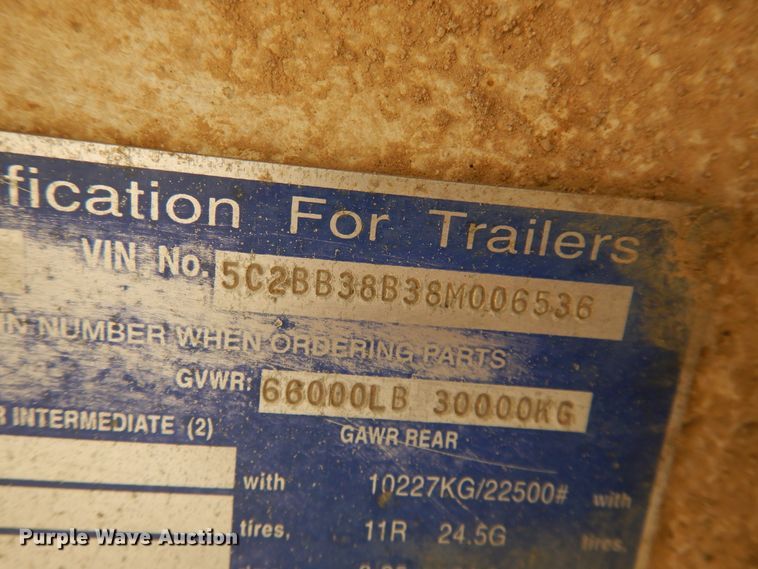 fication For Trailers
VIN No. 5C2BB38B38M006536
IN NUMBER WHEN ORDERING PARTS
GVWR: 66000LB 30000KG
R INTERMEDIATE (2) GAWR REAR
with 10227KG/22500# with
tires, 11R 24.5G tires.
Purple Wave Auction